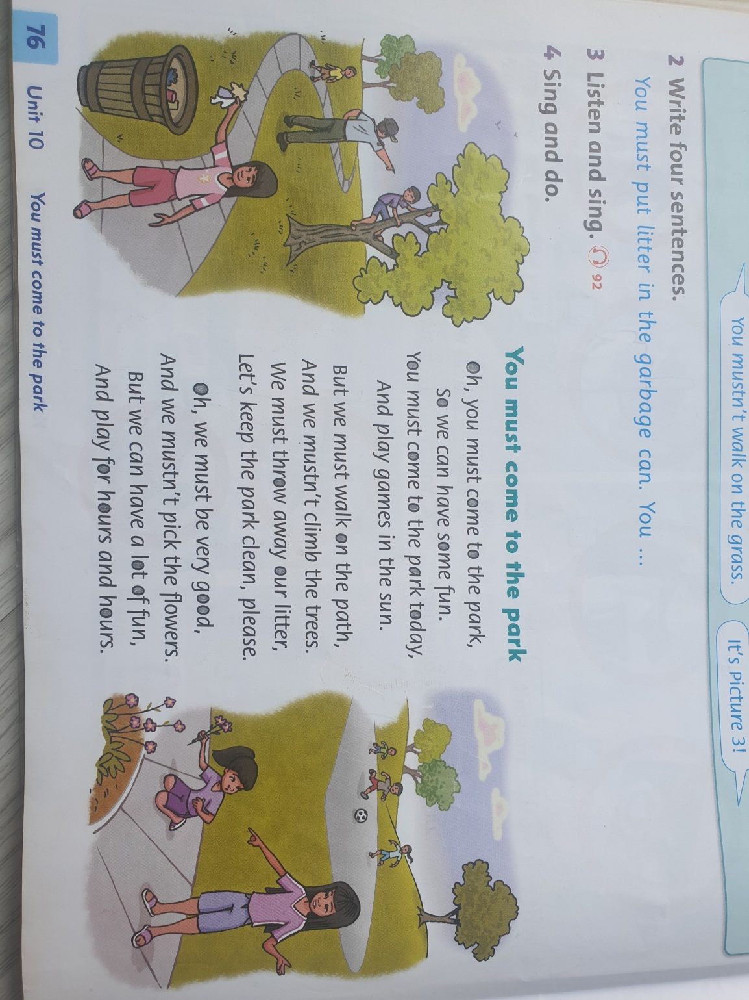 You mustn't walk on the grass.
It's Picture 3!
2 Write four sentences.
You must put litter in the garbage can. You ...
3 Listen and sing. 92
4 Sing and do.
You must come to the park
Oh, you must come to the park,
So we can have some fun.
You must come to the park today,
And play games in the sun.
But we must walk on the path,
And we mustn't climb the trees.
We must throw away our litter,
Let's keep the park clean, please.
Oh, we must be very good,
And we mustn't pick the flowers.
But we can have a lot of fun,
And play for hours and hours.
76 Unit 10 You must come to the park